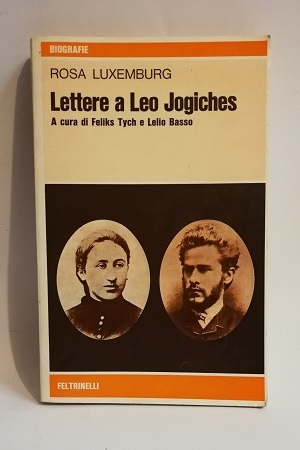 BIOGRAFIE
ROSA LUXEMBURG
Lettere a Leo Jogiches
A cura di Feliks Tych e Lelio Basso
FELTRINELLI